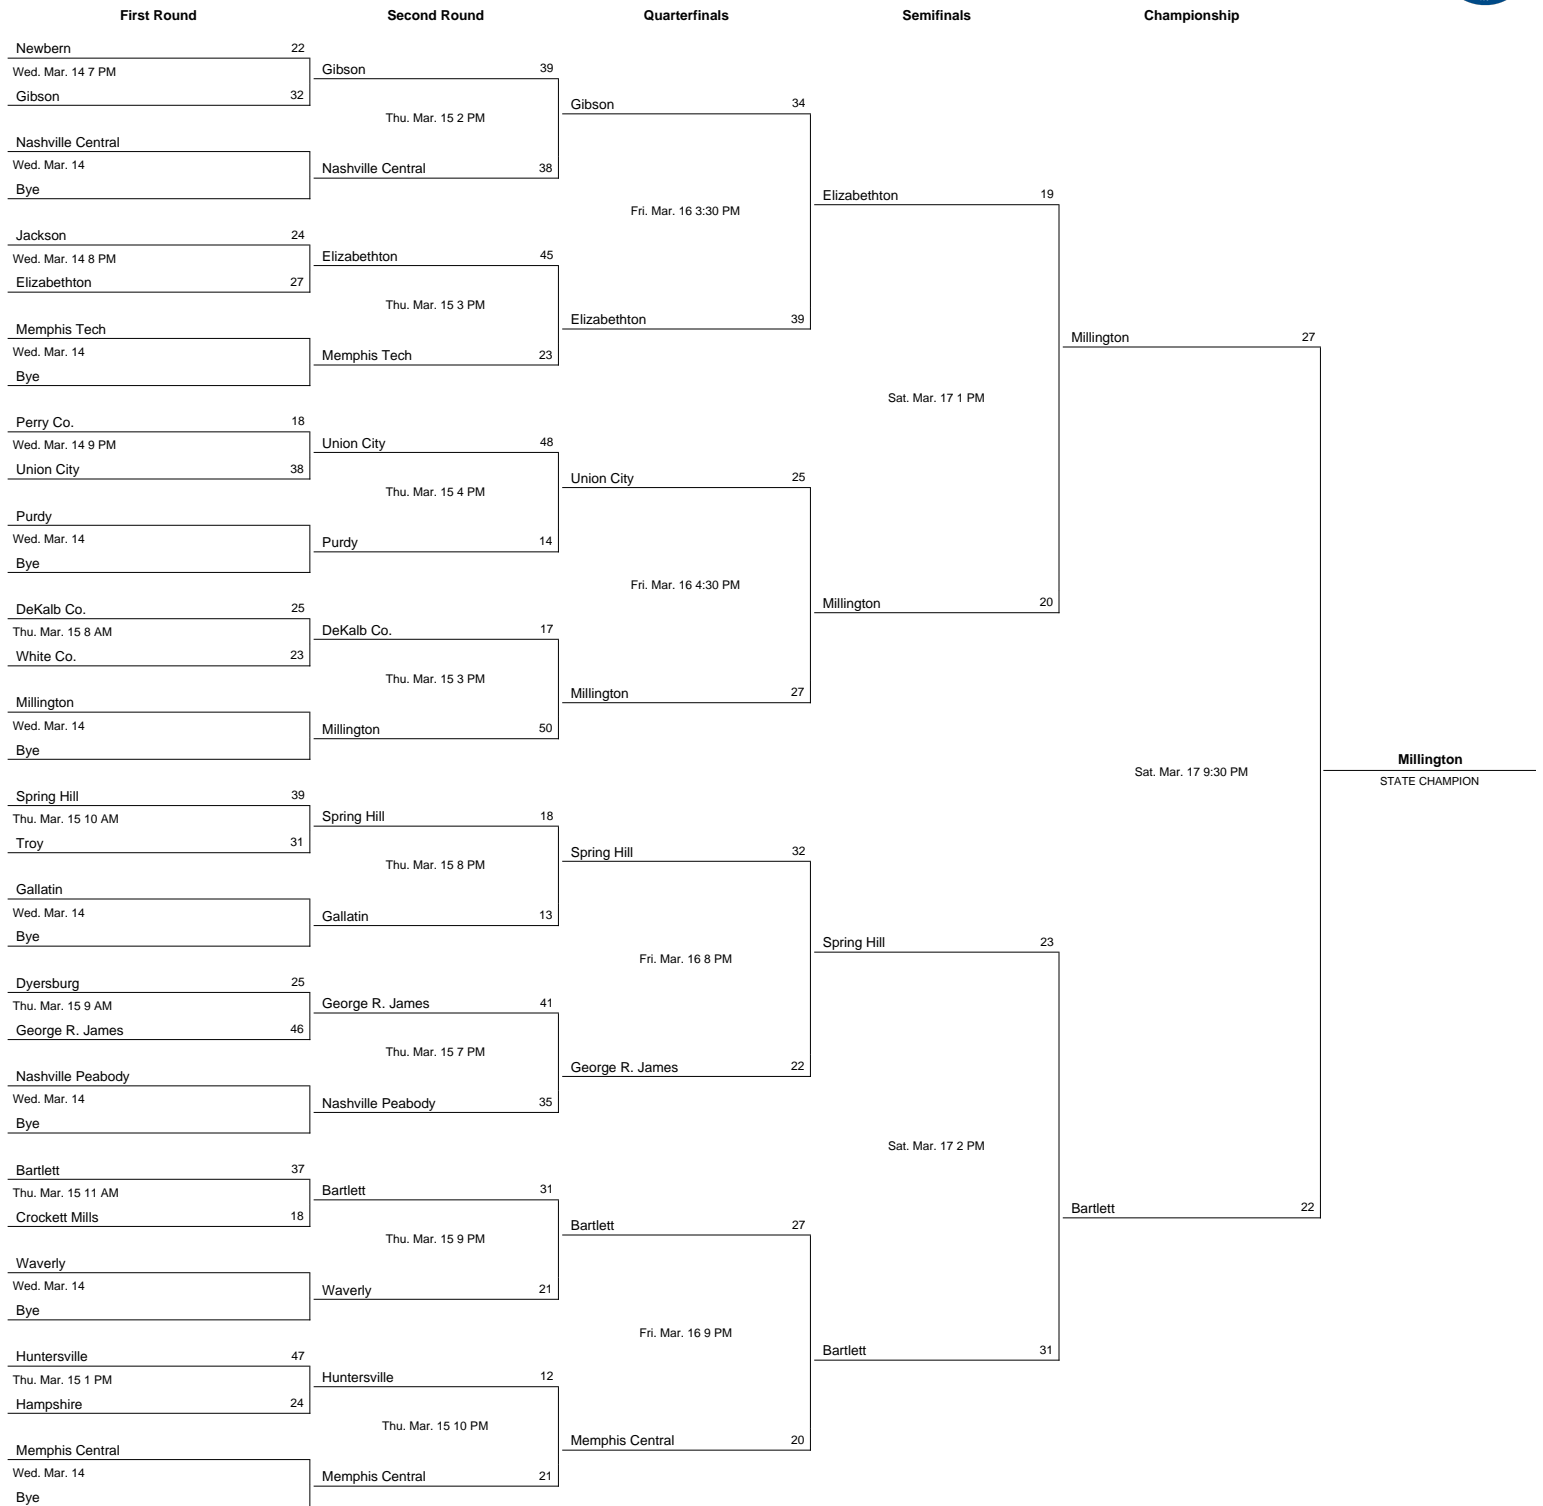 First Round Second Round Quarterfinals Semifinals Championship
Newbern 22
Wed. Mar. 14 7 PM
Gibson 32
Nashville Central
Wed. Mar. 14
Bye
Jackson 24
Wed. Mar. 14 8 PM
Elizabethton 27
Memphis Tech
Wed. Mar. 14
Bye
Perry Co. 18
Wed. Mar. 14 9 PM
Union City 38
Purdy
Wed. Mar. 14
Bye
DeKalb Co. 25
Thu. Mar. 15 8 AM
White Co. 23
Millington
Wed. Mar. 14
Bye
Spring Hill 39
Thu. Mar. 15 10 AM
Troy 31
Gallatin
Wed. Mar. 14
Bye
Dyersburg 25
Thu. Mar. 15 9 AM
George R. James 46
Nashville Peabody
Wed. Mar. 14
Bye
Bartlett 37
Thu. Mar. 15 11 AM
Crockett Mills 18
Waverly
Wed. Mar. 14
Bye
Huntersville 47
Thu. Mar. 15 1 PM
Hampshire 24
Memphis Central
Wed. Mar. 14
Bye
Gibson 39
Thu. Mar. 15 2 PM
Nashville Central 38
Elizabethton 45
Thu. Mar. 15 3 PM
Memphis Tech 23
Union City 48
Thu. Mar. 15 4 PM
Purdy 14
DeKalb Co. 17
Thu. Mar. 15 3 PM
Millington 50
Spring Hill 18
Thu. Mar. 15 8 PM
Gallatin 13
George R. James 41
Thu. Mar. 15 7 PM
Nashville Peabody 35
Bartlett 31
Thu. Mar. 15 9 PM
Waverly 21
Huntersville 12
Thu. Mar. 15 10 PM
Memphis Central 21
Gibson 34
Fri. Mar. 16 3:30 PM
Elizabethton 39
Union City 25
Fri. Mar. 16 4:30 PM
Millington 27
Spring Hill 32
Fri. Mar. 16 8 PM
George R. James 22
Bartlett 27
Fri. Mar. 16 9 PM
Memphis Central 20
Elizabethton 19
Sat. Mar. 17 1 PM
Millington 20
Spring Hill 23
Sat. Mar. 17 2 PM
Bartlett 31
Millington 27
Sat. Mar. 17 9:30 PM
Bartlett 22
Millington
STATE CHAMPION